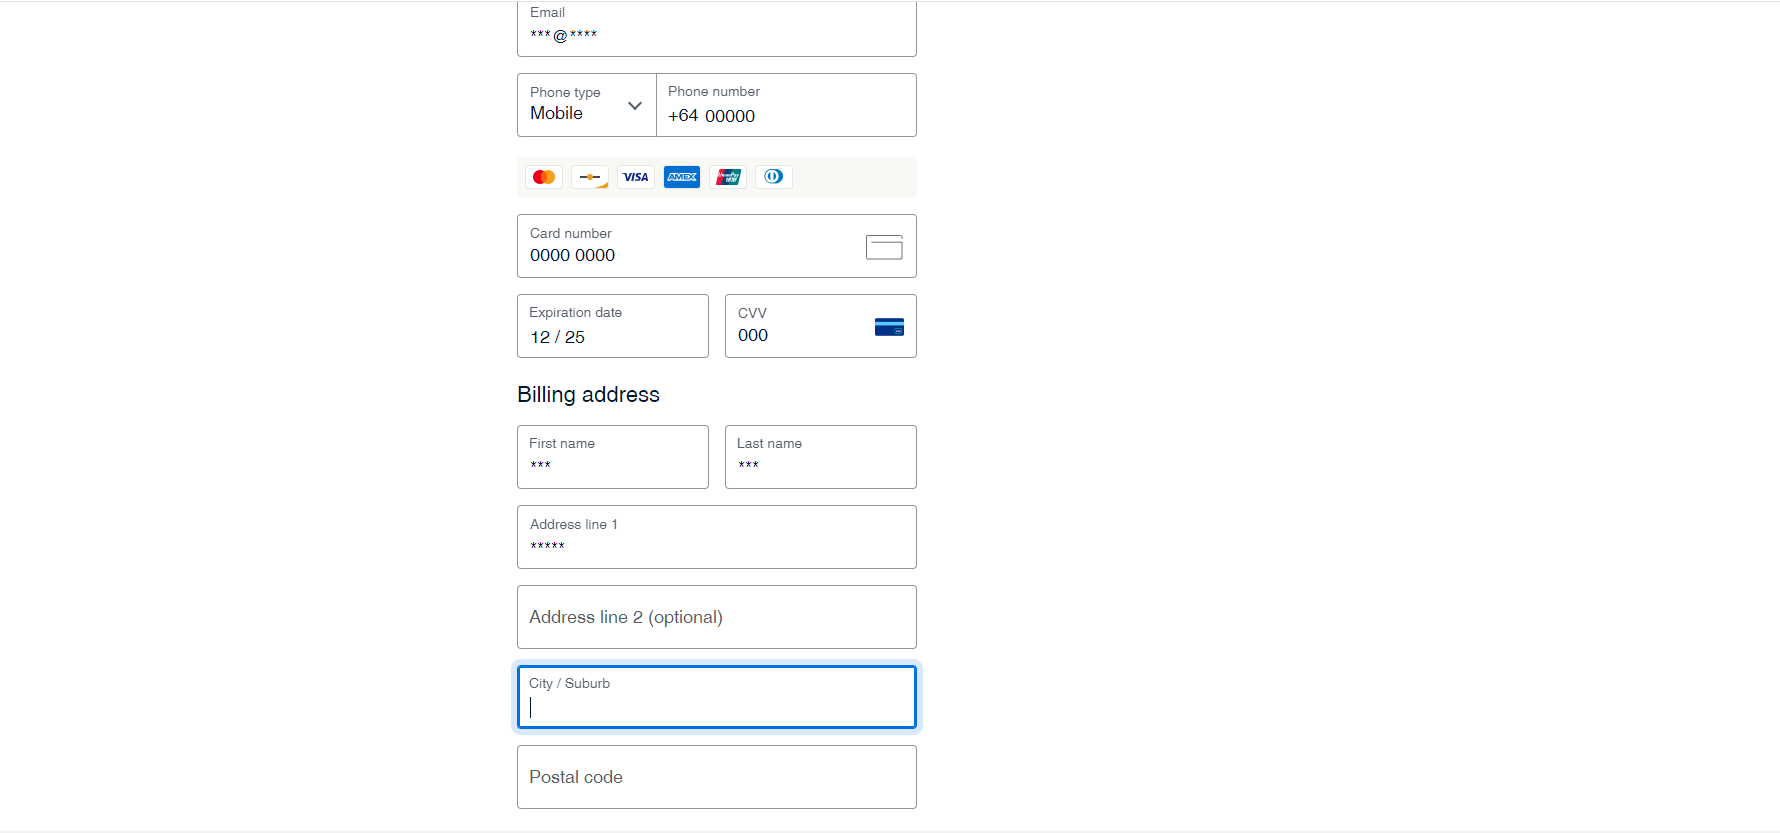 Email
***@****
Phone type
Mobile
Phone number
+64 00000
VISA AMEX UnionPay
Card number
0000 0000
Expiration date
12 / 25
CVV
000
Billing address
First name
***
Last name
***
Address line 1
*****
Address line 2 (optional)
City / Suburb
Postal code